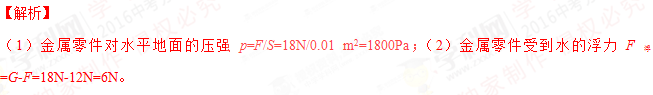 【解析】
（1）金属零件对水平地面的压强 p=F/S=18N/0.01 m²=1800Pa；（2）金属零件受到水的浮力 F 浮
=G-F=18N-12N=6N。